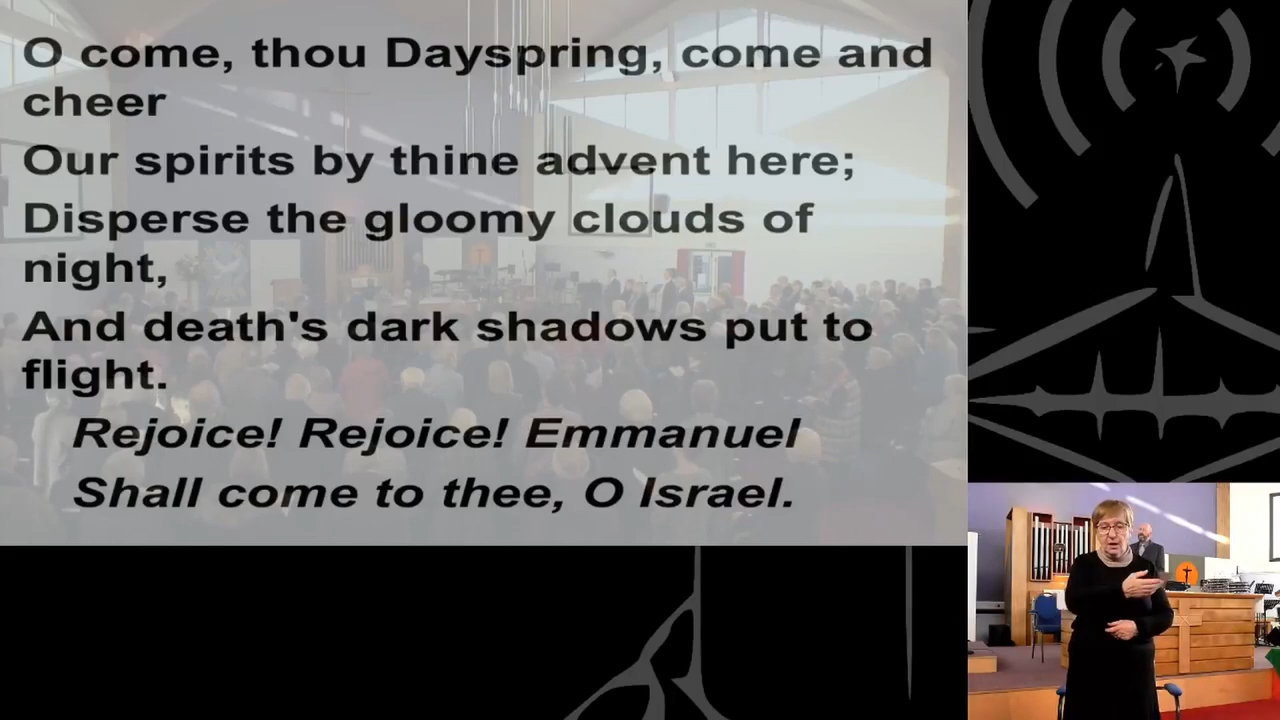 O come, thou Dayspring, come and
cheer
Our spirits by thine advent here;
Disperse the gloomy clouds of
night,
And death's dark shadows put to
flight.
Rejoice! Rejoice! Emmanuel
Shall come to thee, O Israel.